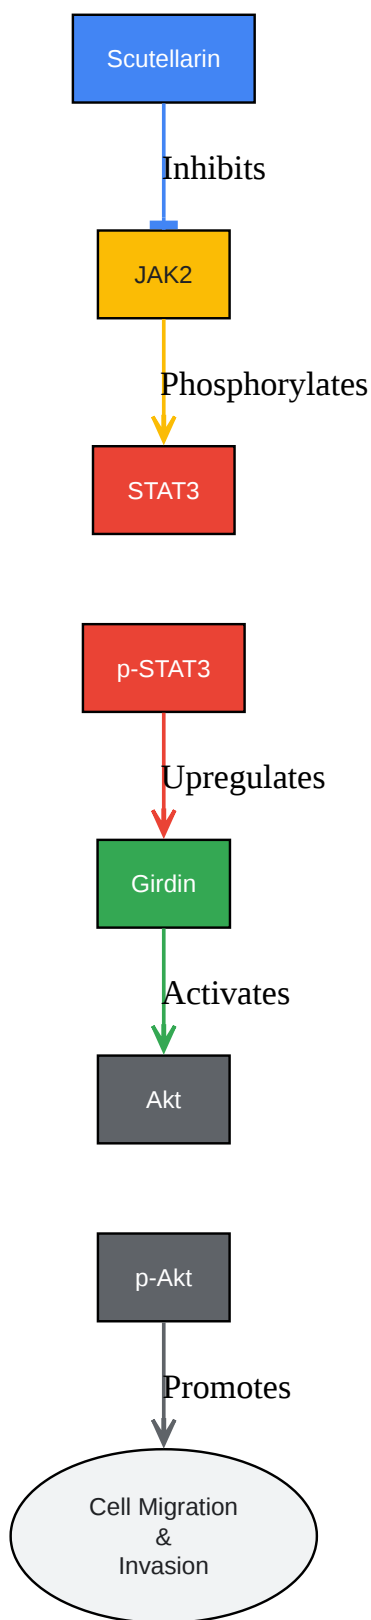 Scutellarin
Inhibits
JAK2
Phosphorylates
STAT3
p-STAT3
Upregulates
Girdin
Activates
Akt
p-Akt
Promotes
Cell Migration
&
Invasion